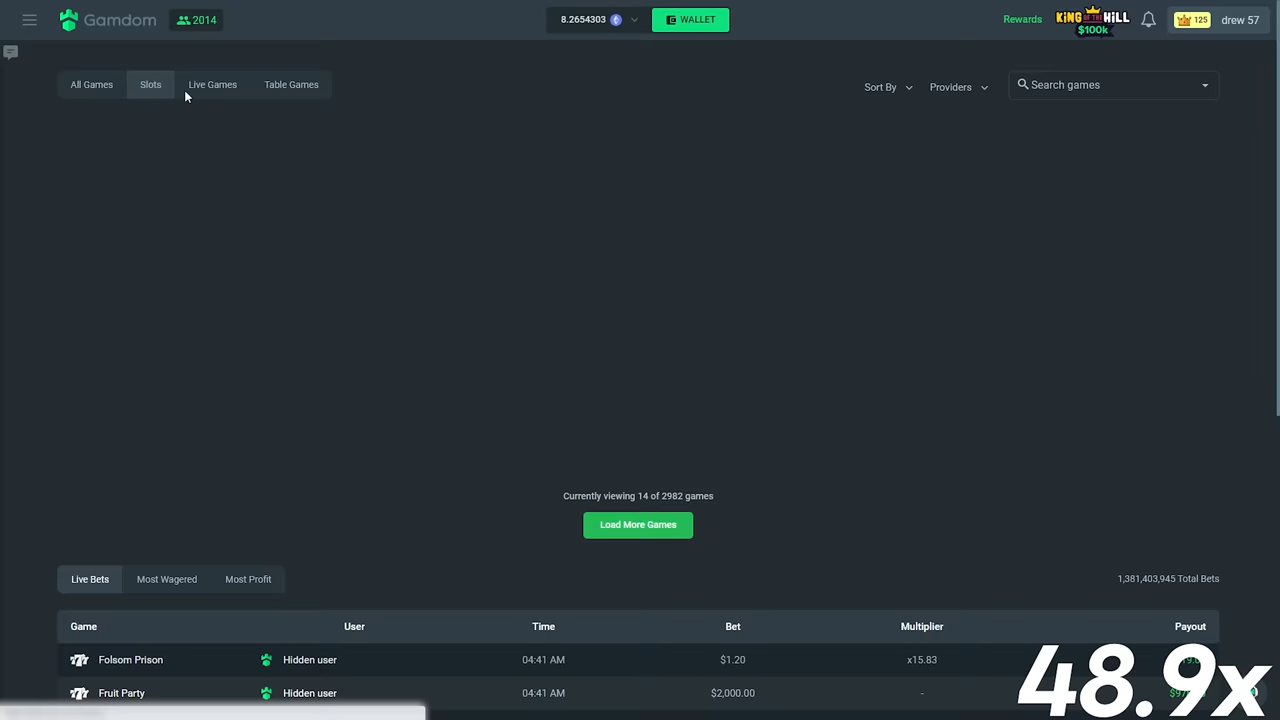 Gamdom
2014
8.2654303
WALLET
Rewards
KING OF THE HILL
$100k
125
drew 57
All Games
Slots
Live Games
Table Games
Sort By
Providers
Search games
Currently viewing 14 of 2982 games
Load More Games
Live Bets
Most Wagered
Most Profit
1,381,403,945 Total Bets
Game User Time Bet Multiplier Payout
777 Folsom Prison Hidden user 04:41 AM $1.20 x15.83
777 Fruit Party Hidden user 04:41 AM $2,000.00 -
48.9x